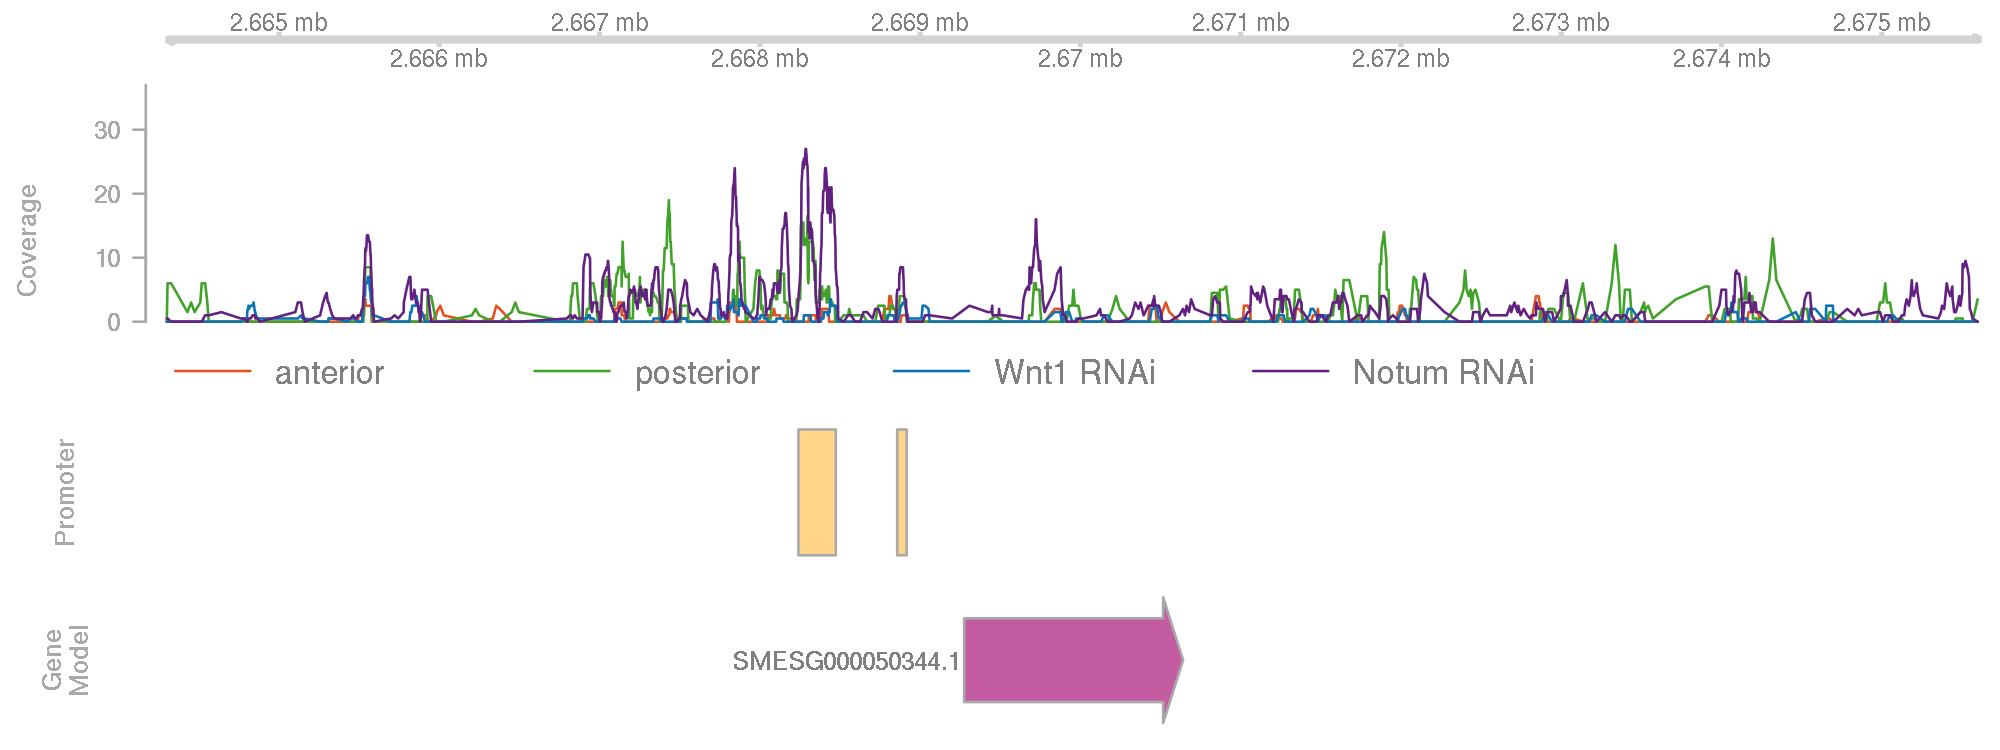 2.665 mb 2.667 mb 2.669 mb 2.671 mb 2.673 mb 2.675 mb
2.666 mb 2.668 mb 2.67 mb 2.672 mb 2.674 mb
Coverage
30
20
10
0
anterior posterior Wnt1 RNAi Notum RNAi
Promoter
Gene
Model
SMESG000050344.1